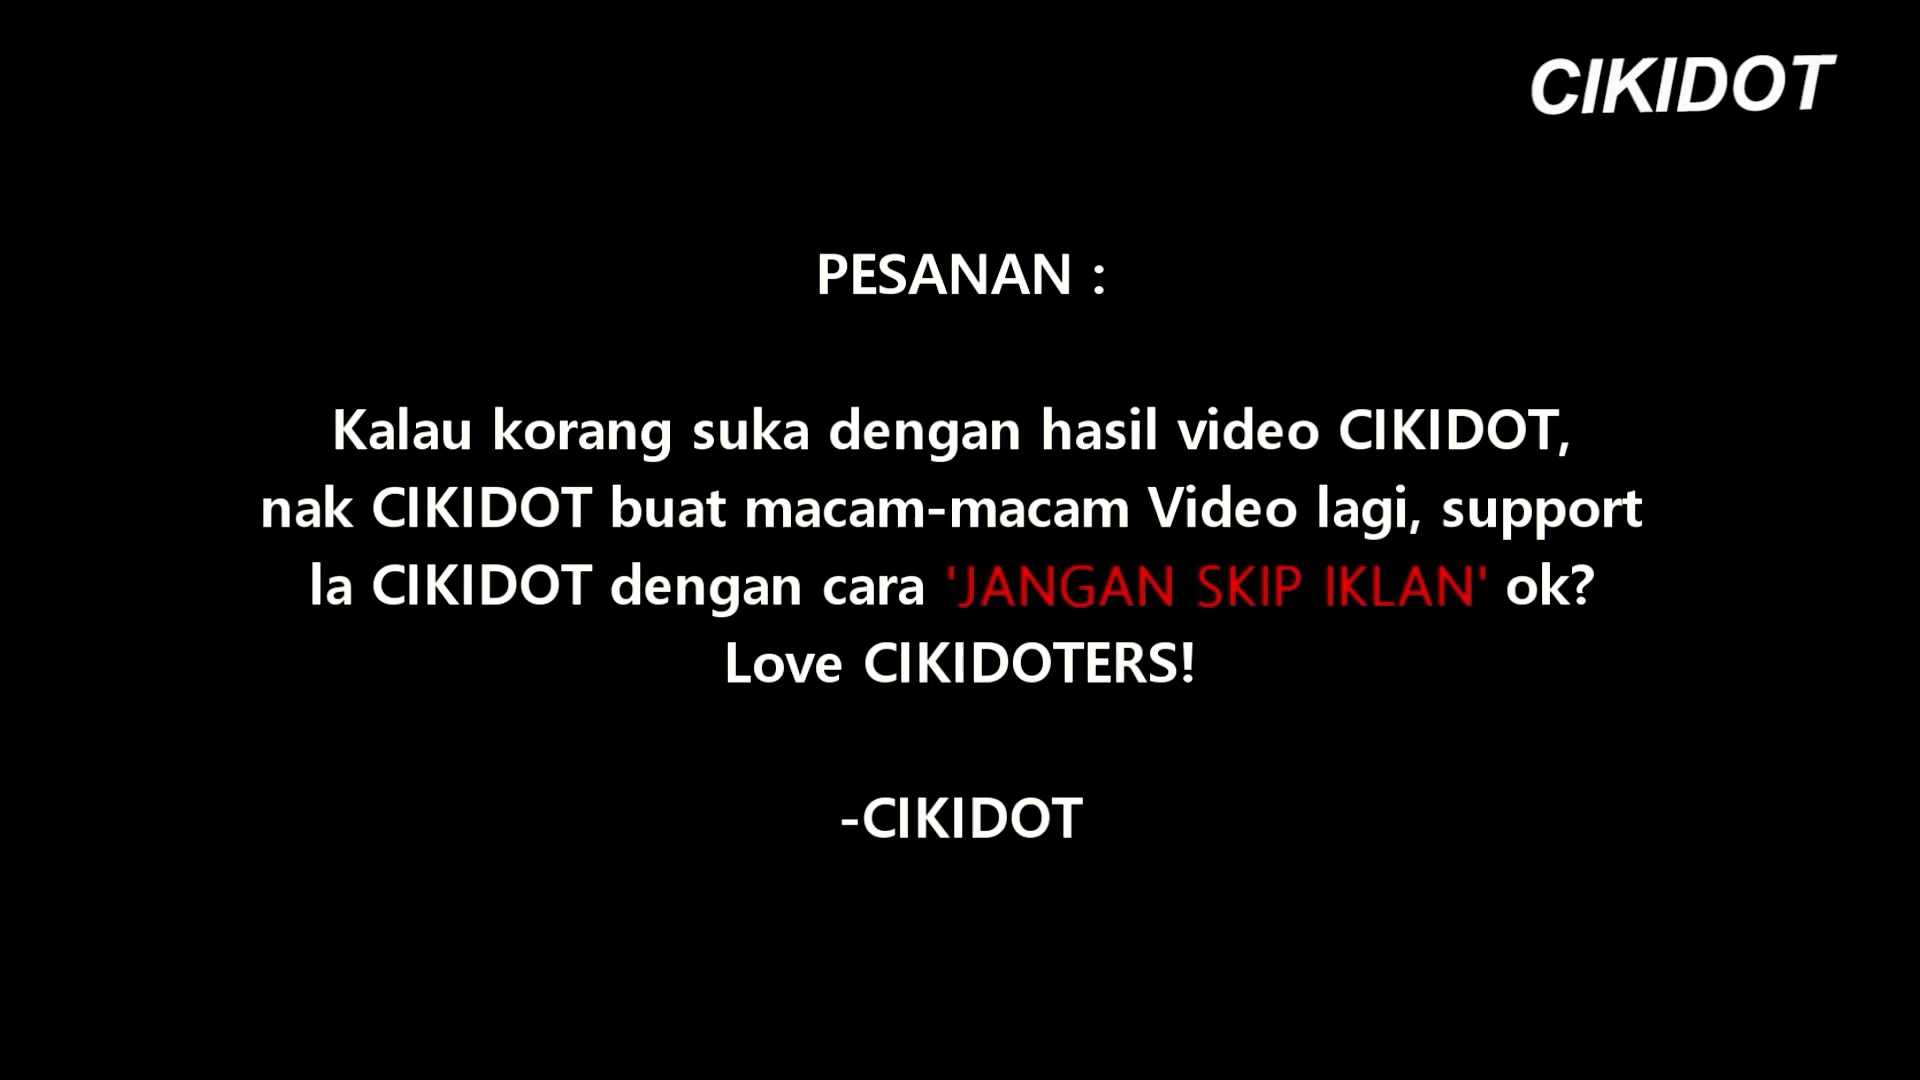 CIKIDOT
PESANAN :
Kalau korang suka dengan hasil video CIKIDOT,
nak CIKIDOT buat macam-macam Video lagi, support
la CIKIDOT dengan cara 'JANGAN SKIP IKLAN' ok?
Love CIKIDOTERS!
-CIKIDOT